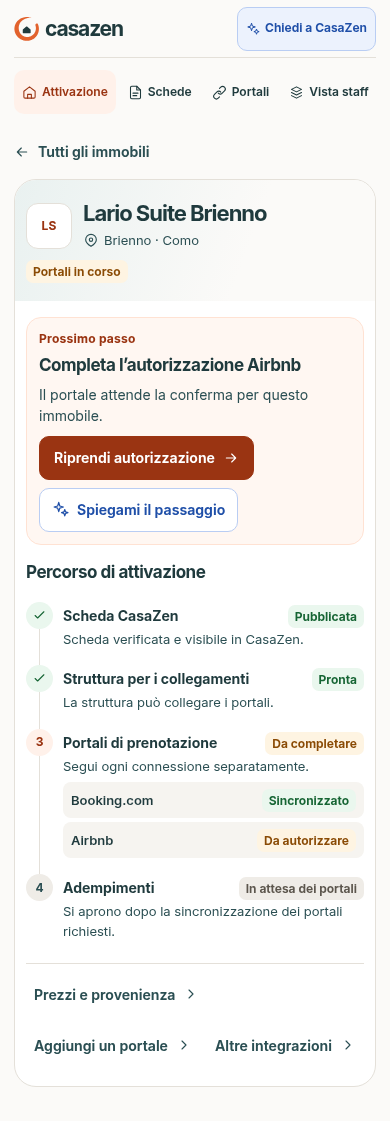 casazen
Chiedi a CasaZen
Attivazione
Schede
Portali
Vista staff
Tutti gli immobili
LS
Lario Suite Brienno
Brienno · Como
Portali in corso
Prossimo passo
Completa l’autorizzazione Airbnb
Il portale attende la conferma per questo
immobile.
Riprendi autorizzazione
Spiegami il passaggio
Percorso di attivazione
Scheda CasaZen
Pubblicata
Scheda verificata e visibile in CasaZen.
Struttura per i collegamenti
Pronta
La struttura può collegare i portali.
3
Portali di prenotazione
Da completare
Segui ogni connessione separatamente.
Booking.com
Sincronizzato
Airbnb
Da autorizzare
4
Adempimenti
In attesa dei portali
Si aprono dopo la sincronizzazione dei portali
richiesti.
Prezzi e provenienza
Aggiungi un portale
Altre integrazioni